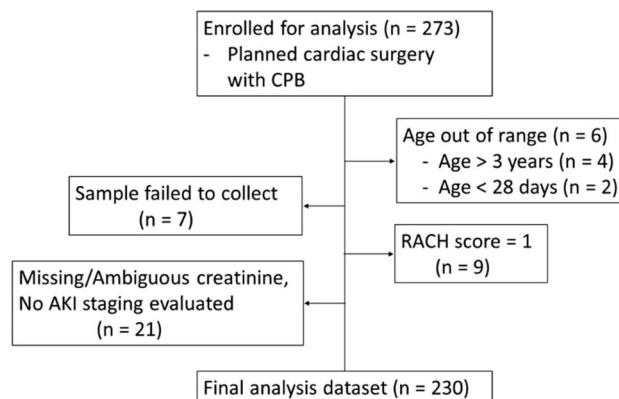 Enrolled for analysis (n = 273)
- Planned cardiac surgery
with CPB
Age out of range (n = 6)
- Age > 3 years (n = 4)
- Age < 28 days (n = 2)
Sample failed to collect
(n = 7)
RACH score = 1
(n = 9)
Missing/Ambiguous creatinine,
No AKI staging evaluated
(n = 21)
Final analysis dataset (n = 230)